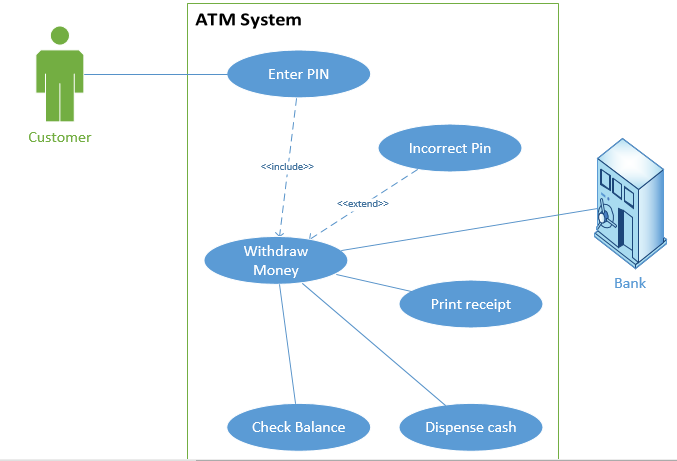 ATM System
Enter PIN
Customer
Incorrect Pin
<<include>>
<<extend>>
Withdraw
Money
Bank
Print receipt
Check Balance
Dispense cash